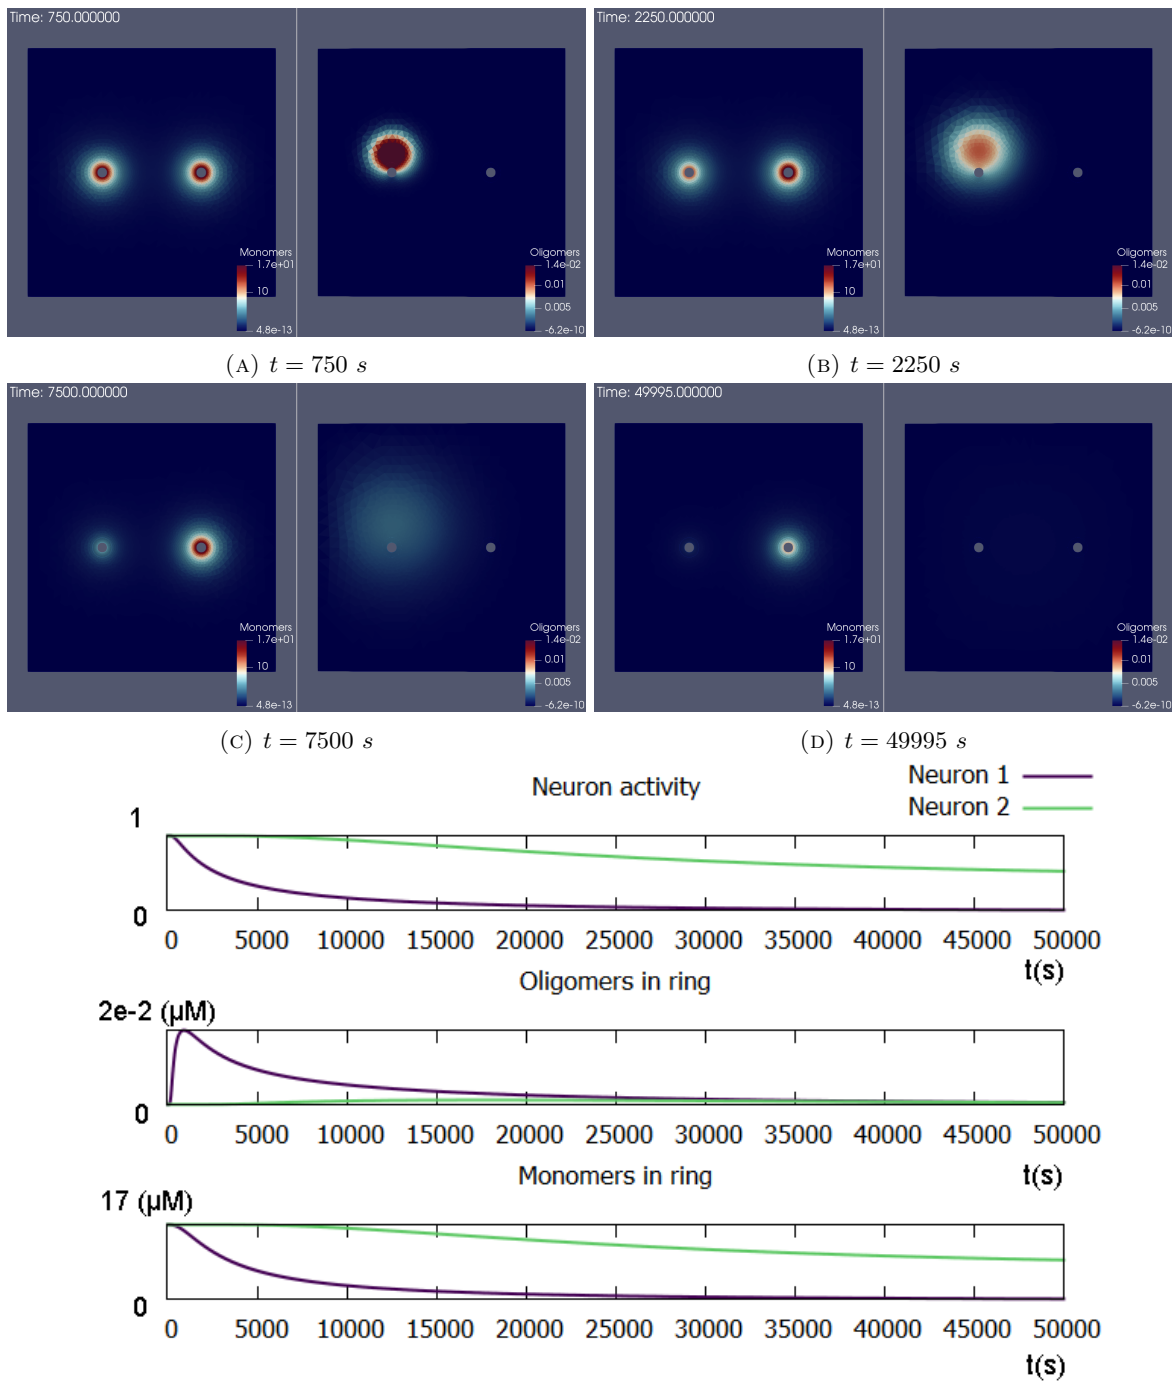 Time: 750.000000
Monomers
1.7e+01
10
4.8e-13
Oligomers
1.4e-02
0.01
0.005
-6.2e-10
Time: 2250.000000
Monomers
1.7e+01
10
4.8e-13
Oligomers
1.4e-02
0.01
0.005
-6.2e-10
(A) t = 750 s
(B) t = 2250 s
Time: 7500.000000
Monomers
1.7e+01
10
4.8e-13
Oligomers
1.4e-02
0.01
0.005
-6.2e-10
Time: 49995.000000
Monomers
1.7e+01
10
4.8e-13
Oligomers
1.4e-02
0.01
0.005
-6.2e-10
(C) t = 7500 s
(D) t = 49995 s
Neuron activity
Neuron 1
Neuron 2
1
0
0 5000 10000 15000 20000 25000 30000 35000 40000 45000 50000
t(s)
Oligomers in ring
2e-2 (µM)
0
0 5000 10000 15000 20000 25000 30000 35000 40000 45000 50000
t(s)
Monomers in ring
17 (µM)
0
0 5000 10000 15000 20000 25000 30000 35000 40000 45000 50000
t(s)